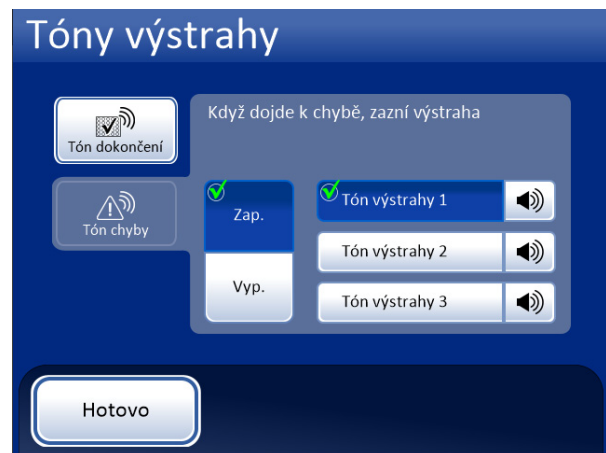 Tóny výstrahy
Tón dokončení
Když dojde k chybě, zazní výstraha
Tón chyby
Zap.
Vyp.
Tón výstrahy 1
Tón výstrahy 2
Tón výstrahy 3
Hotovo